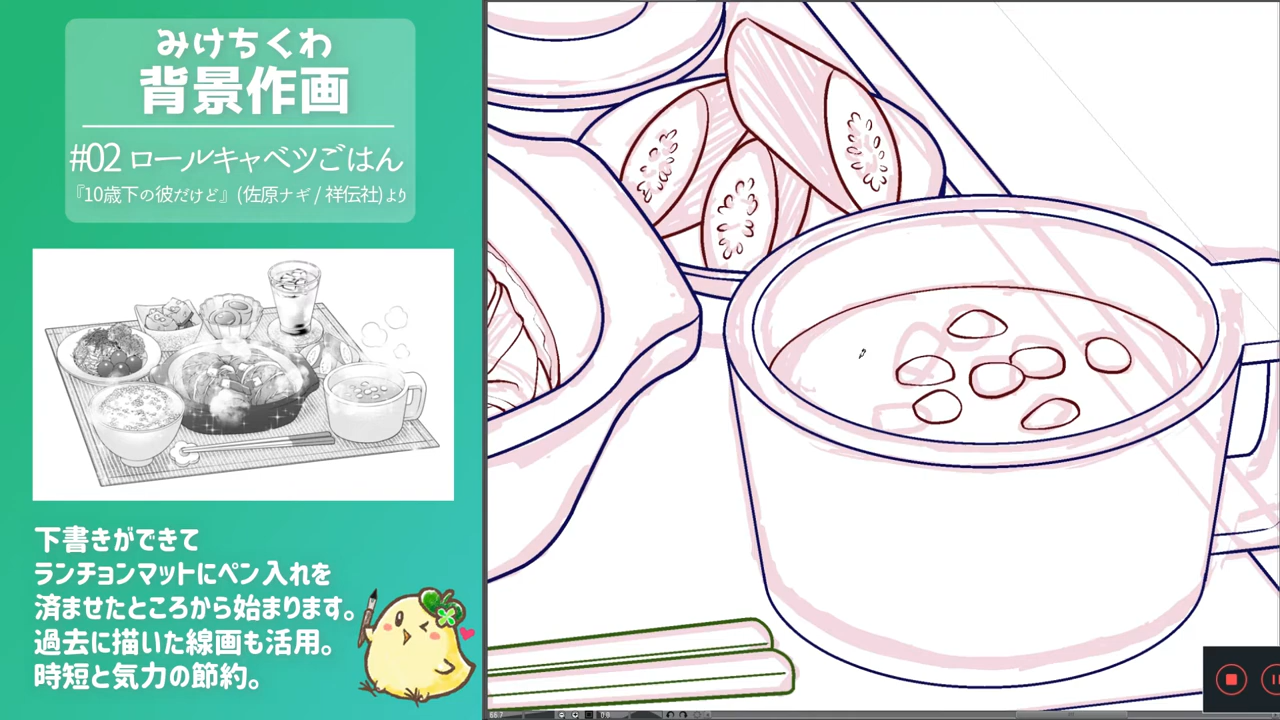 みけちくわ
背景作画
#02 ロールキャベツごはん
『10歳下の彼だけど』(佐原ナギ / 祥伝社)より
下書きができて
ランチョンマットにペン入れを
済ませたところから始まります。
過去に描いた線画も活用。
時短と気力の節約。